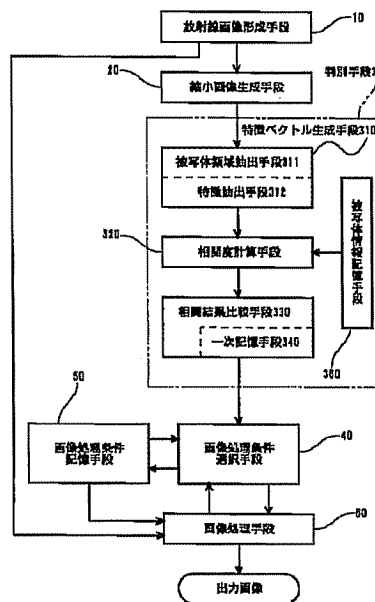 放射線画像形成手段
10
縮小画像生成手段
20
判別手段3
特徴ベクトル生成手段310
被写体領域抽出手段311
特徴抽出手段312
相関度計算手段
320
被写体情報記憶手段
360
相関結果比較手段330
一次記憶手段340
画像処理条件
記憶手段
50
画像処理条件
選択手段
40
画像処理手段
60
出力画像